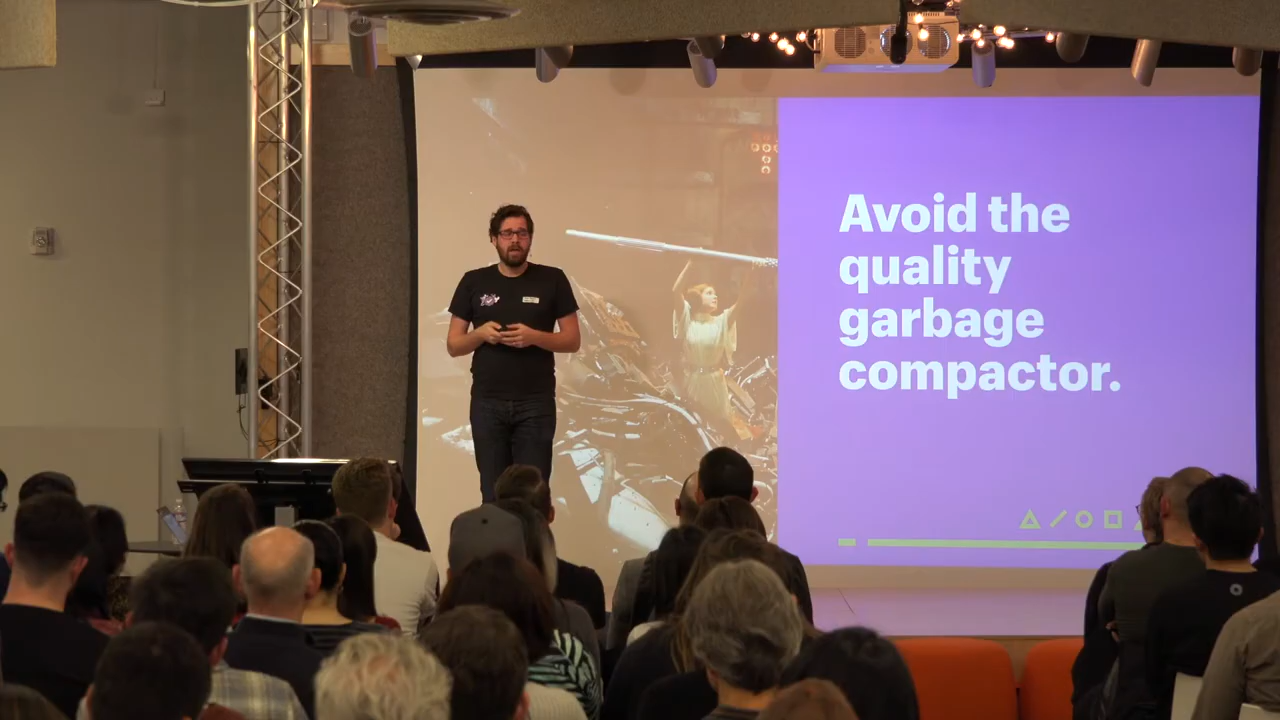 Avoid the
quality
garbage
compactor.